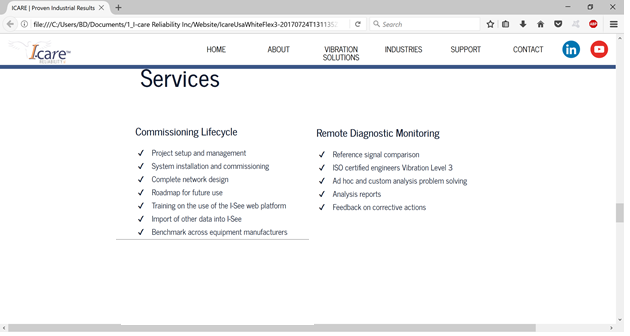 ICARE | Proven Industrial Results
file:///C:/Users/BD/Documents/1_I-care Reliability Inc/Website/IcareUsaWhiteFlex3-20170724T1311352
Search
ABP
I-care™
HOME
ABOUT
VIBRATION
SOLUTIONS
INDUSTRIES
SUPPORT
CONTACT
in
Services
Commissioning Lifecycle
✓ Project setup and management
✓ System installation and commissioning
✓ Complete network design
✓ Roadmap for future use
✓ Training on the use of the I-See web platform
✓ Import of other data into I-See
✓ Benchmark across equipment manufacturers
Remote Diagnostic Monitoring
✓ Reference signal comparison
✓ ISO certified engineers Vibration Level 3
✓ Ad hoc and custom analysis problem solving
✓ Analysis reports
✓ Feedback on corrective actions